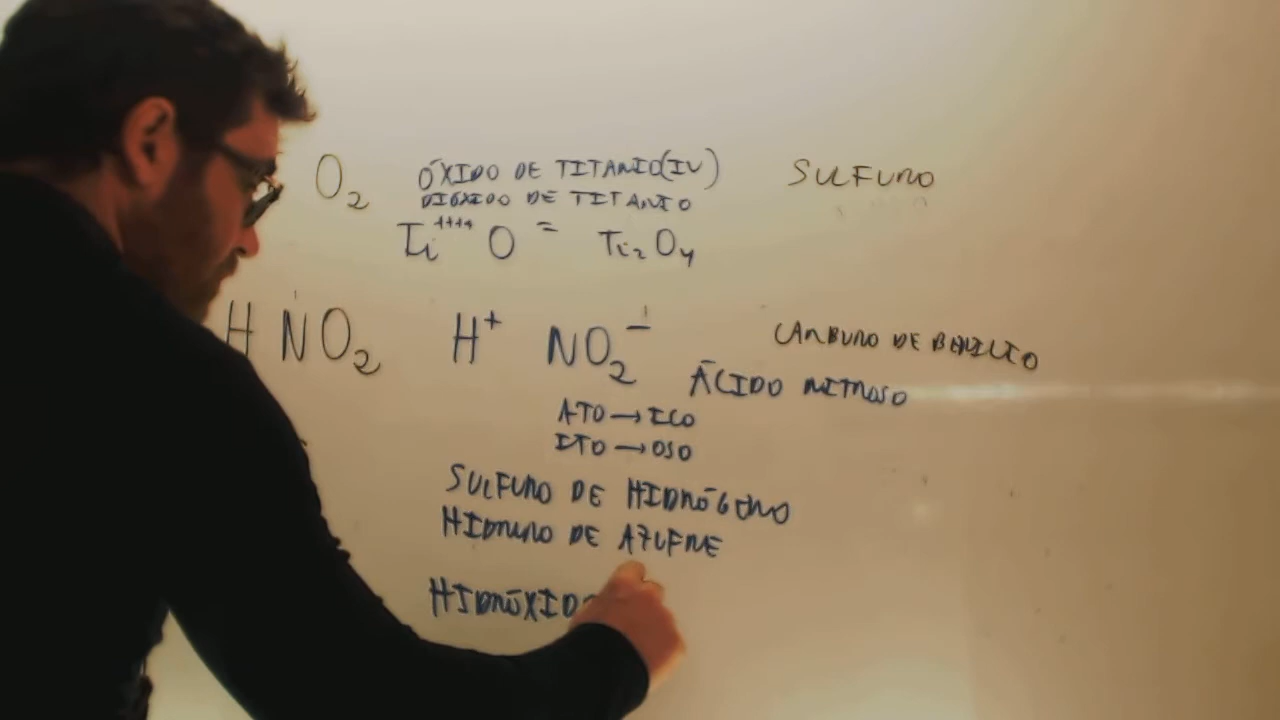 O2 ÓXIDO DE TITANIO(IV) SULFURO
DIÓXIDO DE TITANIO
Ti++++ O= Ti2O4
HNO2 H+ NO2-
CARBURO DE BERILIO
ÁCIDO NITROSO
ATO→ICO
ITO→OSO
SULFURO DE HIDRÓGENO
HIDRURO DE AZUFRE
HIDRÓXIDO